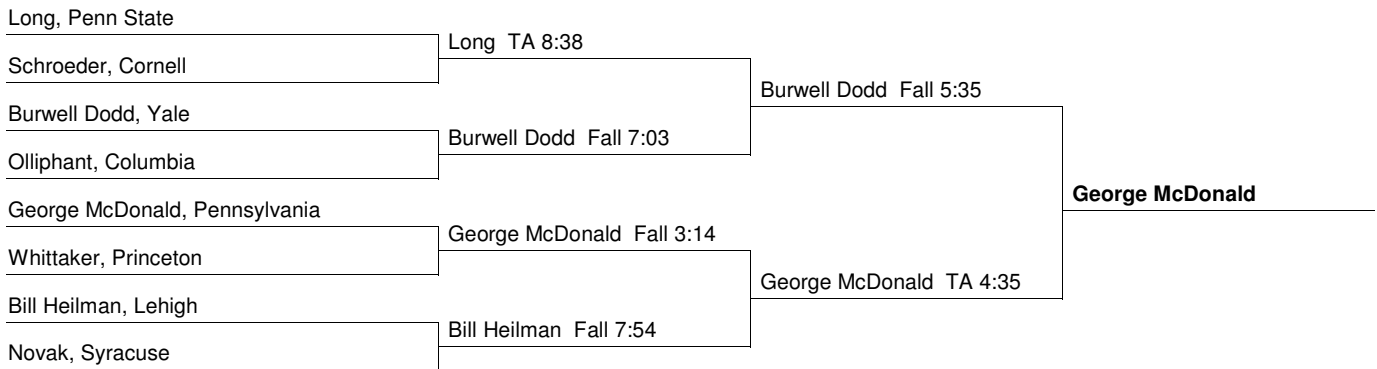 Long, Penn State
Long  TA 8:38
Schroeder, Cornell
Burwell Dodd  Fall 5:35
Burwell Dodd, Yale
Burwell Dodd  Fall 7:03
Olliphant, Columbia
George McDonald
George McDonald, Pennsylvania
George McDonald  Fall 3:14
Whittaker, Princeton
George McDonald  TA 4:35
Bill Heilman, Lehigh
Bill Heilman  Fall 7:54
Novak, Syracuse